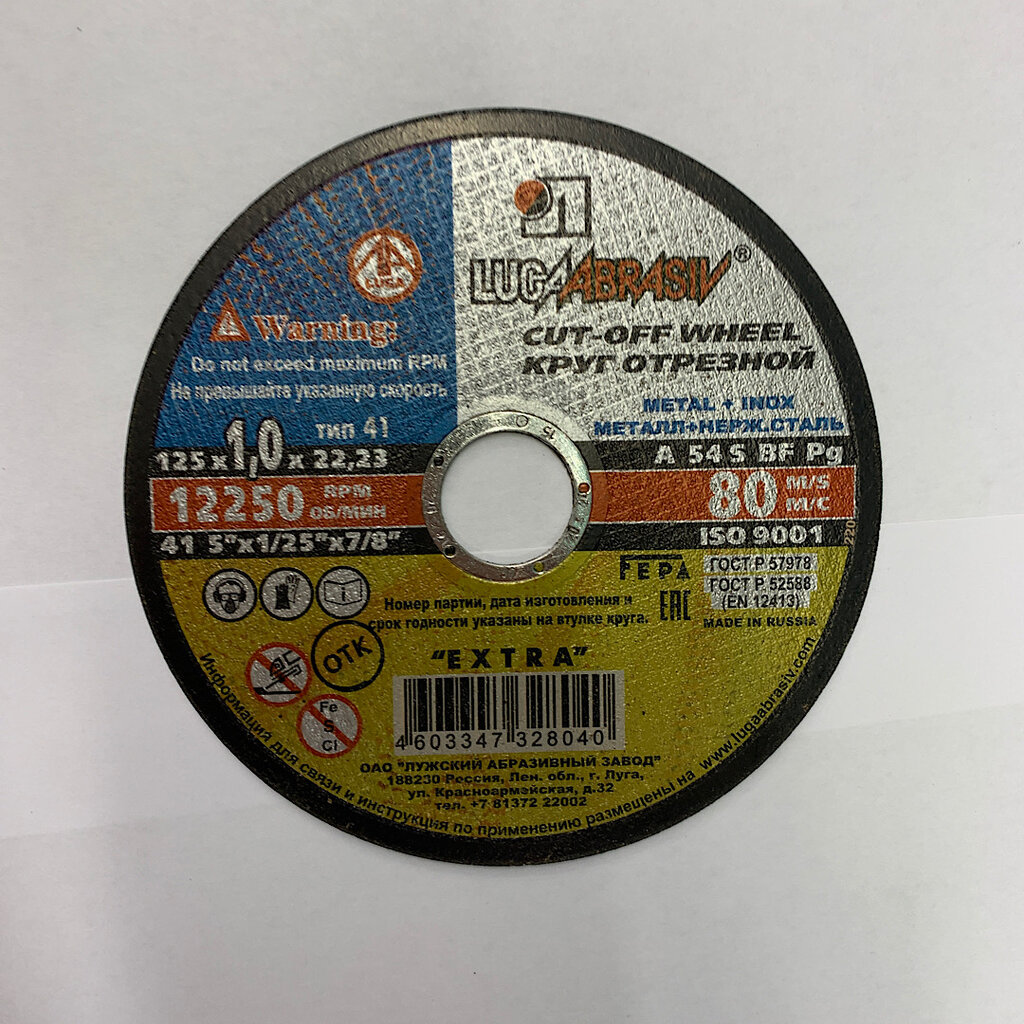 LUGA
LUGAABRASIV®
Warning:
CUT-OFF WHEEL
Do not exceed maximum RPM
КРУГ ОТРЕЗНОЙ
Не превышайте указанную скорость
METAL + INOX
МЕТАЛЛ+НЕРЖ.СТАЛЬ
тип 41
125 x 1,0 x 22,23
A 54 S BF Pg
12250 RPM
ОБ/МИН
80 M/S
М/С
41 5"x1/25"x7/8"
ISO 9001
FEPA
ГОСТ Р 57978
ГОСТ Р 52588
(EN 12413)
EAC
MADE IN RUSSIA
Номер партии, дата изготовления и
срок годности указаны на втулке круга.
ОТК
"EXTRA"
Fe
S
Cl
4 603347 328040
ОАО "ЛУЖСКИЙ АБРАЗИВНЫЙ ЗАВОД"
188230 Россия, Лен. обл., г. Луга,
ул. Красноармейская, д.32
тел. +7 81372 22002
Информация для связи и инструкция по применению размещены на www.lugaabrasiv.com